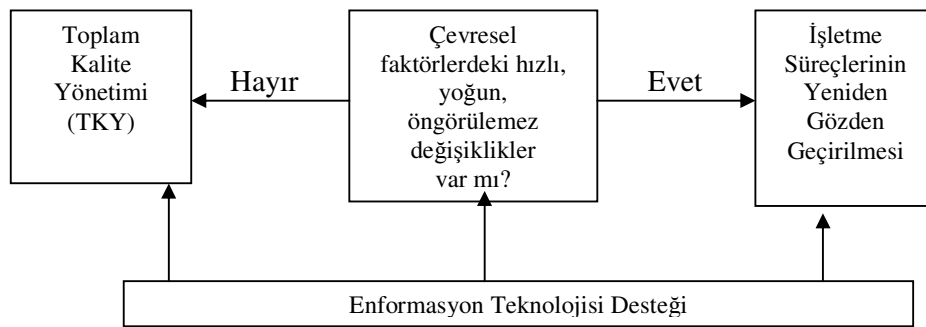 Toplam
Kalite
Yönetimi
(TKY)
Hayır
Çevresel
faktörlerdeki hızlı,
yoğun,
öngörülemez
değişiklikler
var mı?
Evet
İşletme
Süreçlerinin
Yeniden
Gözden
Geçirilmesi
Enformasyon Teknolojisi Desteği